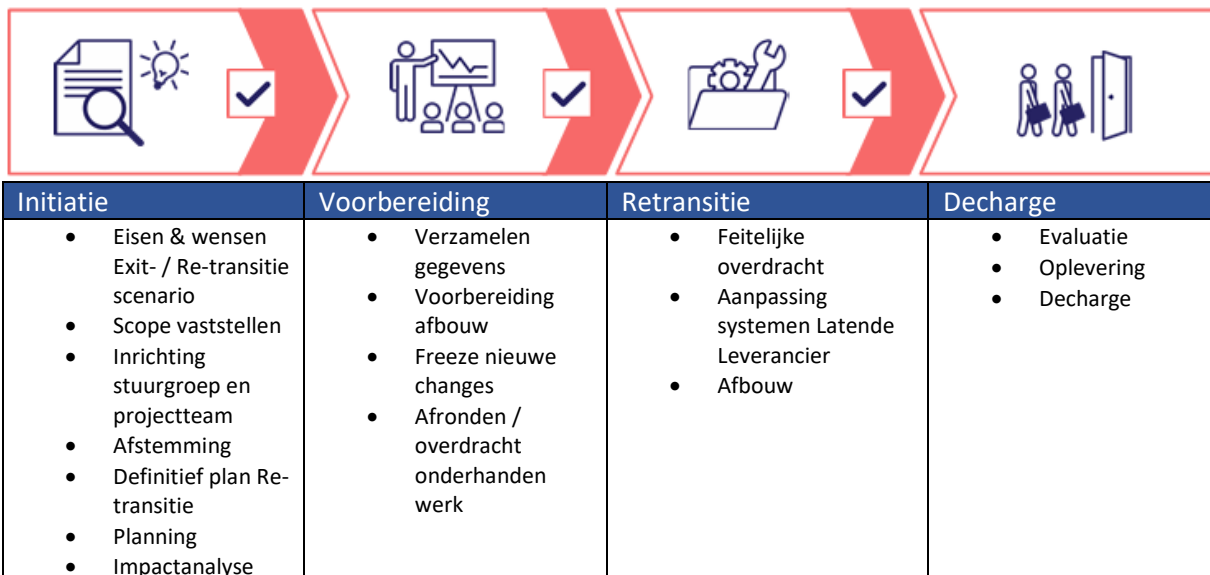 Initiatie
Voorbereiding
Retransitie
Decharge
• Eisen & wensen
Exit- / Re-transitie
scenario
• Scope vaststellen
• Inrichting
stuurgroep en
projectteam
• Afstemming
• Definitief plan Re-
transitie
• Planning
• Impactanalyse
• Verzamelen
gegevens
• Voorbereiding
afbouw
• Freeze nieuwe
changes
• Afronden /
overdracht
onderhanden
werk
• Feitelijke
overdracht
• Aanpassing
systemen Latende
Leverancier
• Afbouw
• Evaluatie
• Oplevering
• Decharge